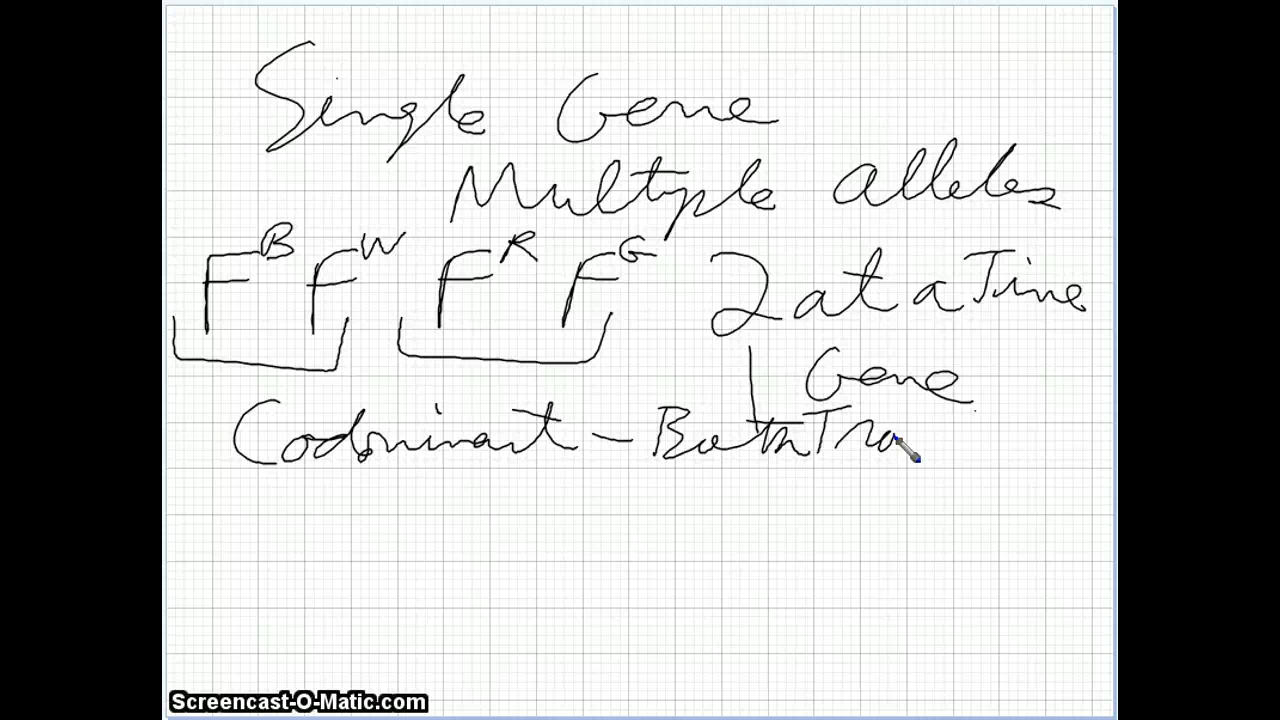 Single Gene
Multiple alleles
F^B F^W F^R F^G 2 at a Time
Gene
Codominant - Both Tra
Screencast-O-Matic.com